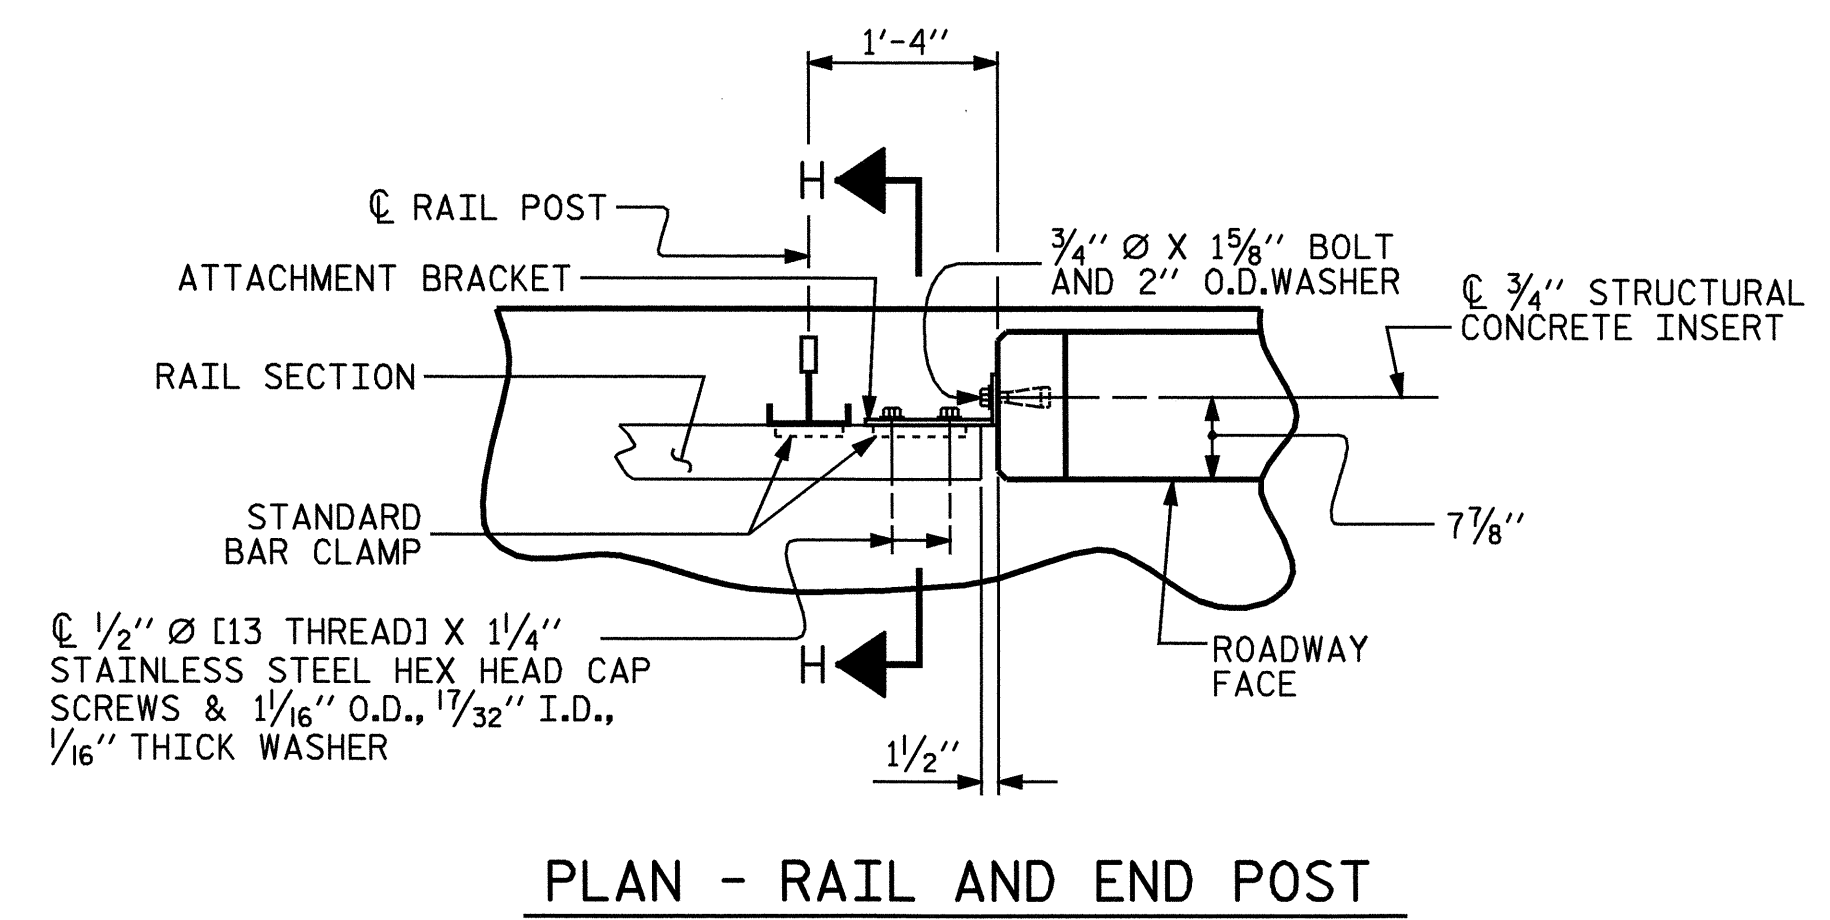 1'-4"
H
℄ RAIL POST
ATTACHMENT BRACKET
3/4" Ø X 1 5/8" BOLT
AND 2" O.D.WASHER
℄ 3/4" STRUCTURAL
CONCRETE INSERT
RAIL SECTION
STANDARD
BAR CLAMP
7 7/8"
℄ 1/2" Ø [13 THREAD] X 1 1/4"
STAINLESS STEEL HEX HEAD CAP
SCREWS & 1 1/16" O.D., 17/32" I.D.,
1/16" THICK WASHER
H
ROADWAY
FACE
1 1/2"
PLAN - RAIL AND END POST